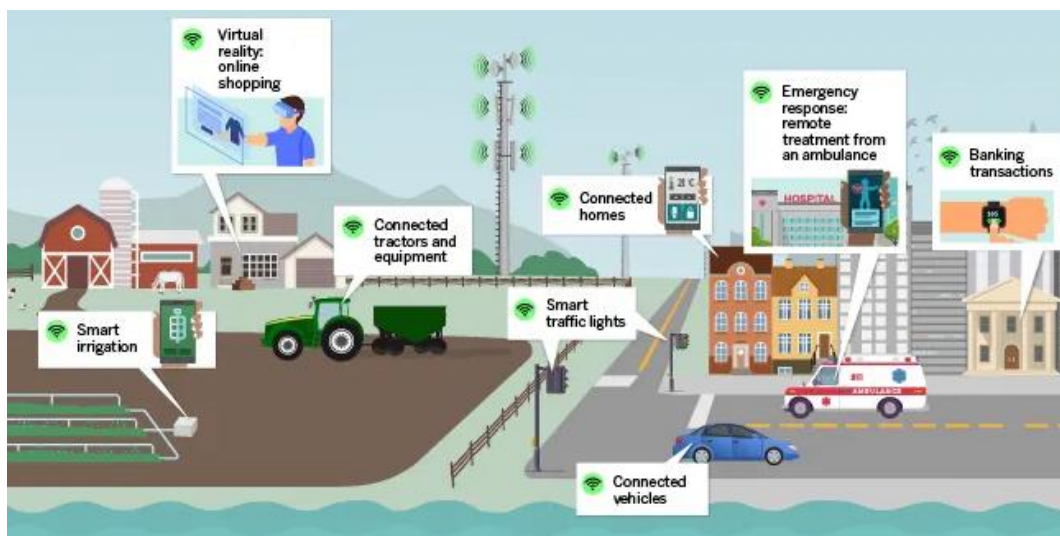 Virtual
reality:
online
shopping
Emergency
response:
remote
treatment from
an ambulance
HOSPITAL
Banking
transactions
Connected
homes
Connected
tractors and
equipment
Smart
irrigation
Smart
traffic lights
AMBULANCE
Connected
vehicles